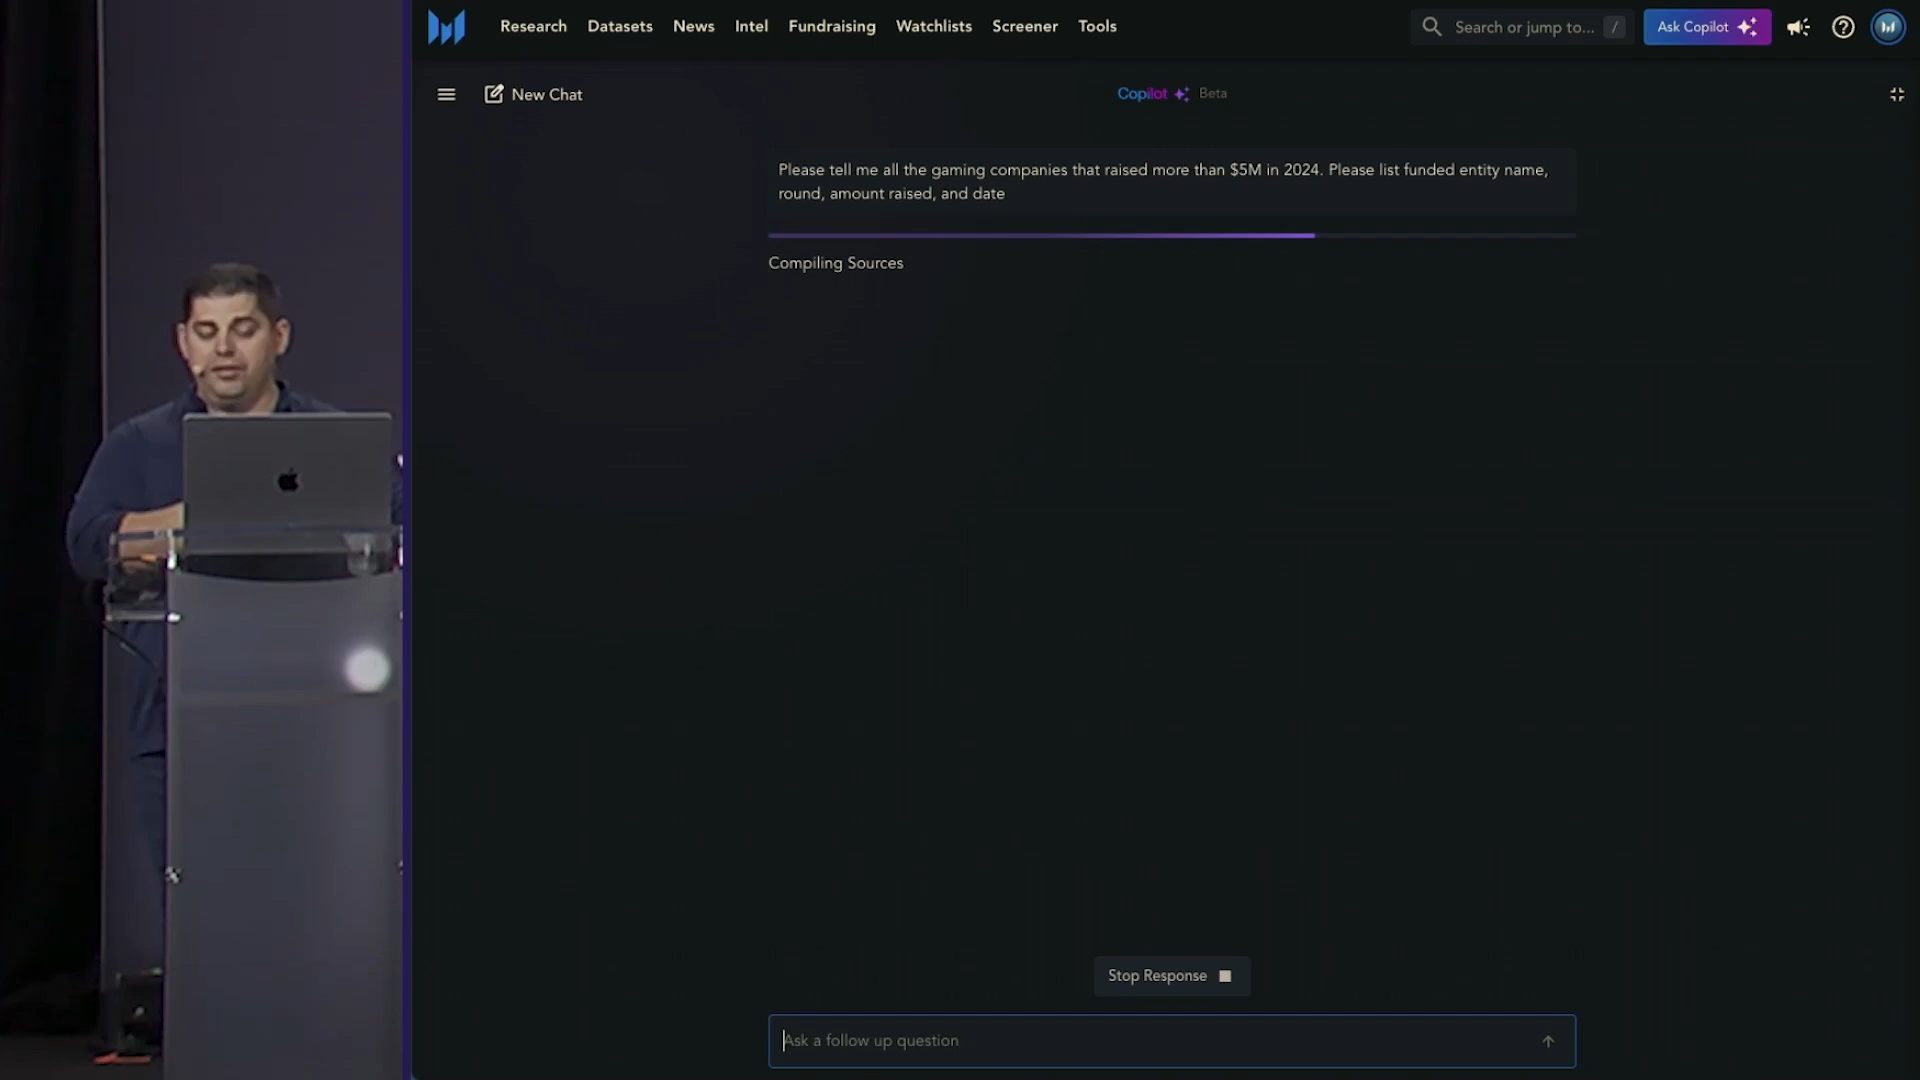 Research Datasets News Intel Fundraising Watchlists Screener Tools Search or jump to... / Ask Copilot
New Chat Copilot Beta
Please tell me all the gaming companies that raised more than $5M in 2024. Please list funded entity name,
round, amount raised, and date
Compiling Sources
Stop Response
Ask a follow up question